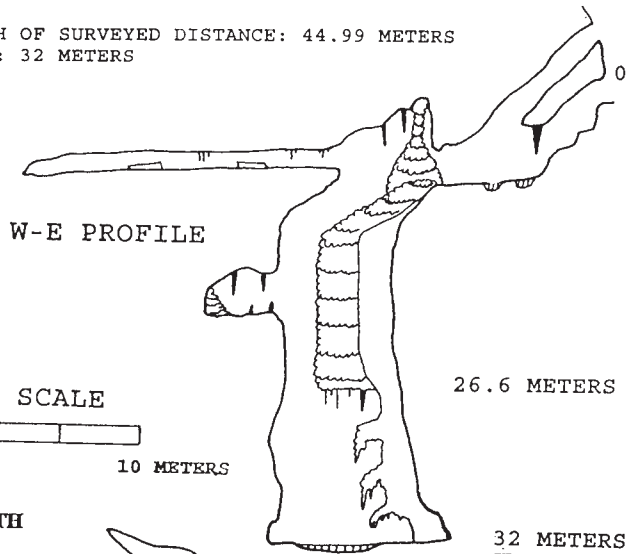 H OF SURVEYED DISTANCE: 44.99 METERS
: 32 METERS
0
W-E PROFILE
26.6 METERS
SCALE
10 METERS
TH
32 METERS